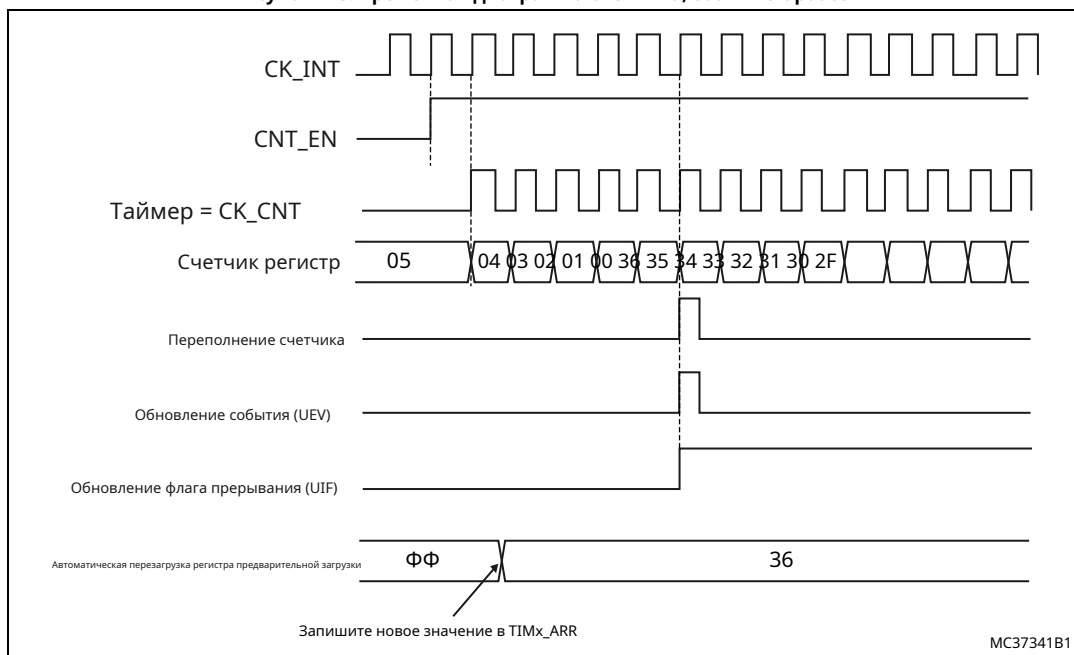 CK_INT
CNT_EN
Таймер = CK_CNT
Счетчик регистр
05
04 03 02 01 00 36 35 34 33 32 31 30 2F
Переполнение счетчика
Обновление события (UEV)
Обновление флага прерывания (UIF)
Автоматическая перезагрузка регистра предварительной загрузки
ФФ
36
Запишите новое значение в TIMx_ARR
MC37341B1